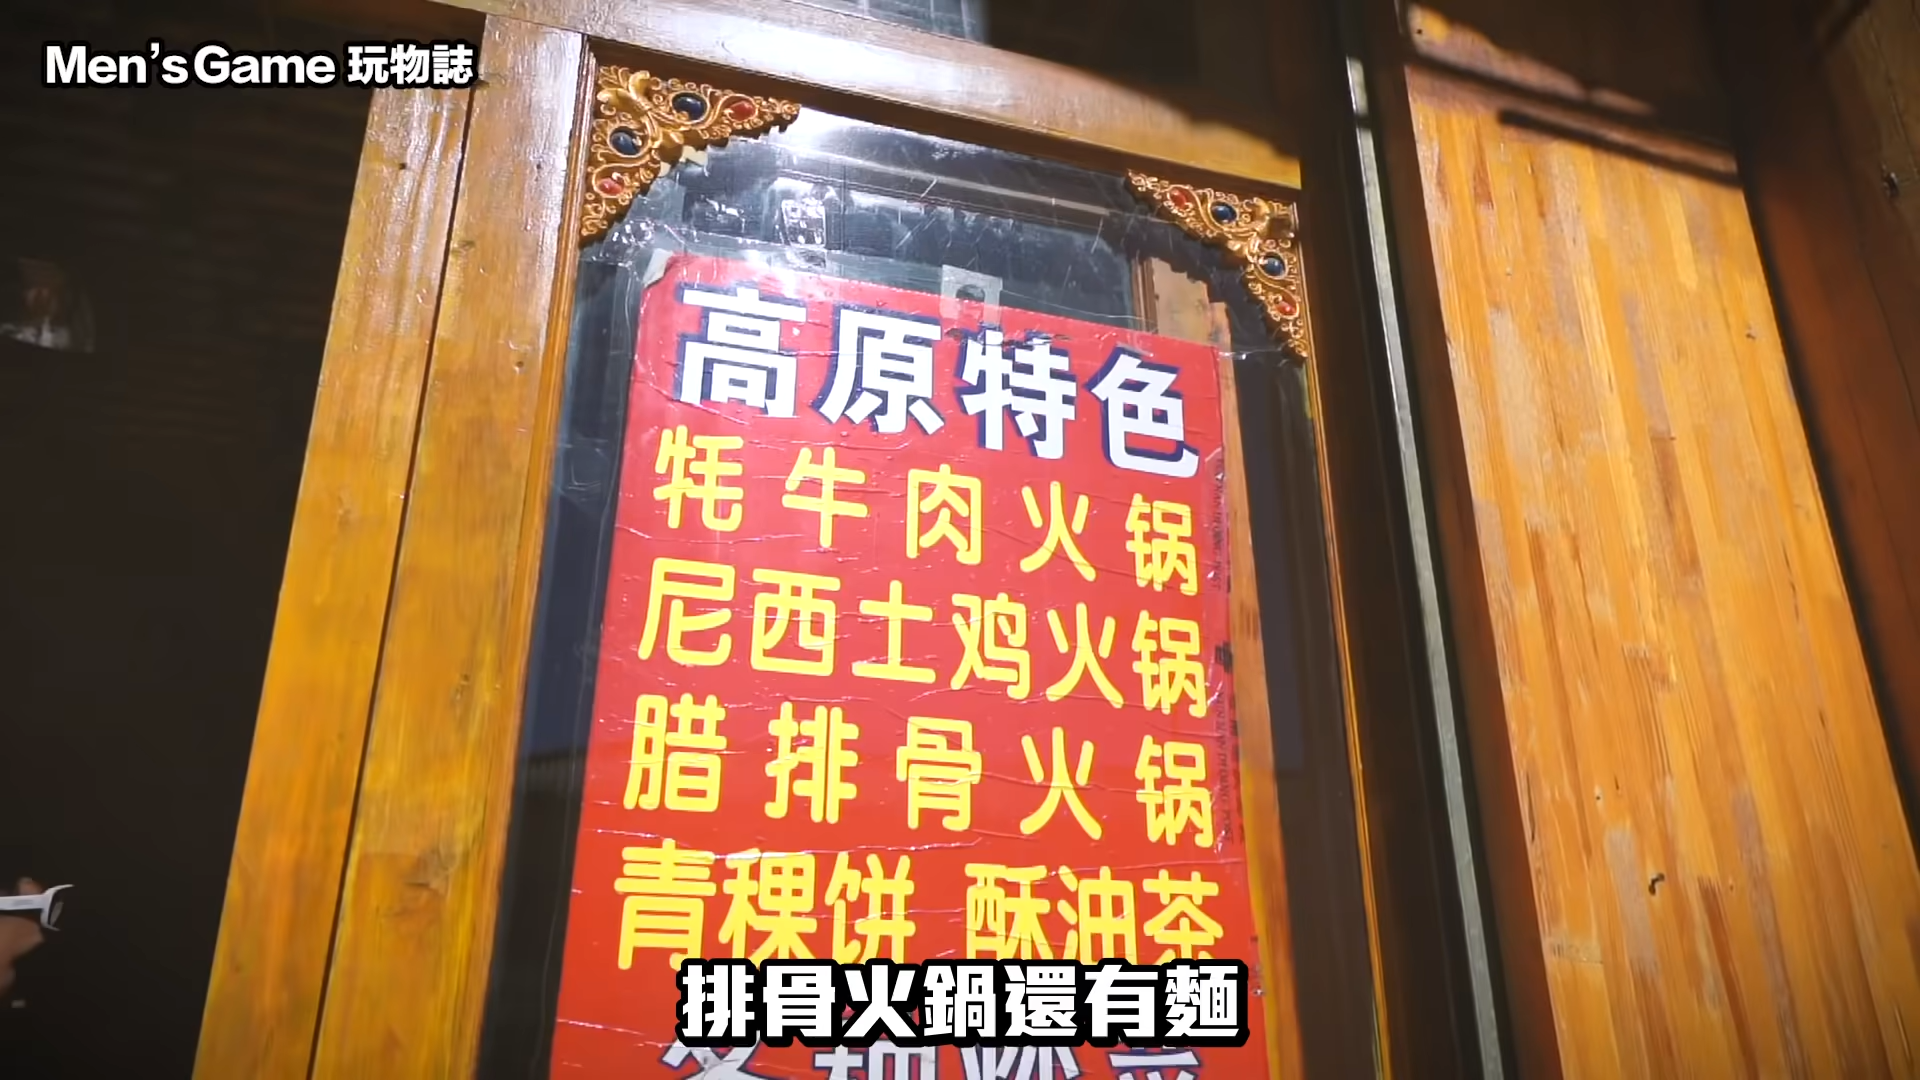 Men'sGame 玩物誌
高原特色
牦牛肉火锅
尼西土鸡火锅
腊排骨火锅
青稞饼 酥油茶
排骨火鍋還有麵